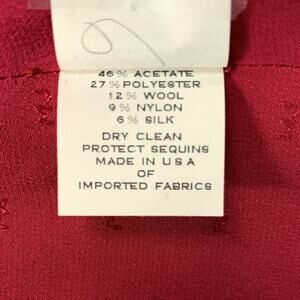 46% ACETATE
27% POLYESTER
12% WOOL
9% NYLON
6% SILK
DRY CLEAN
PROTECT SEQUINS
MADE IN U S A
OF
IMPORTED FABRICS